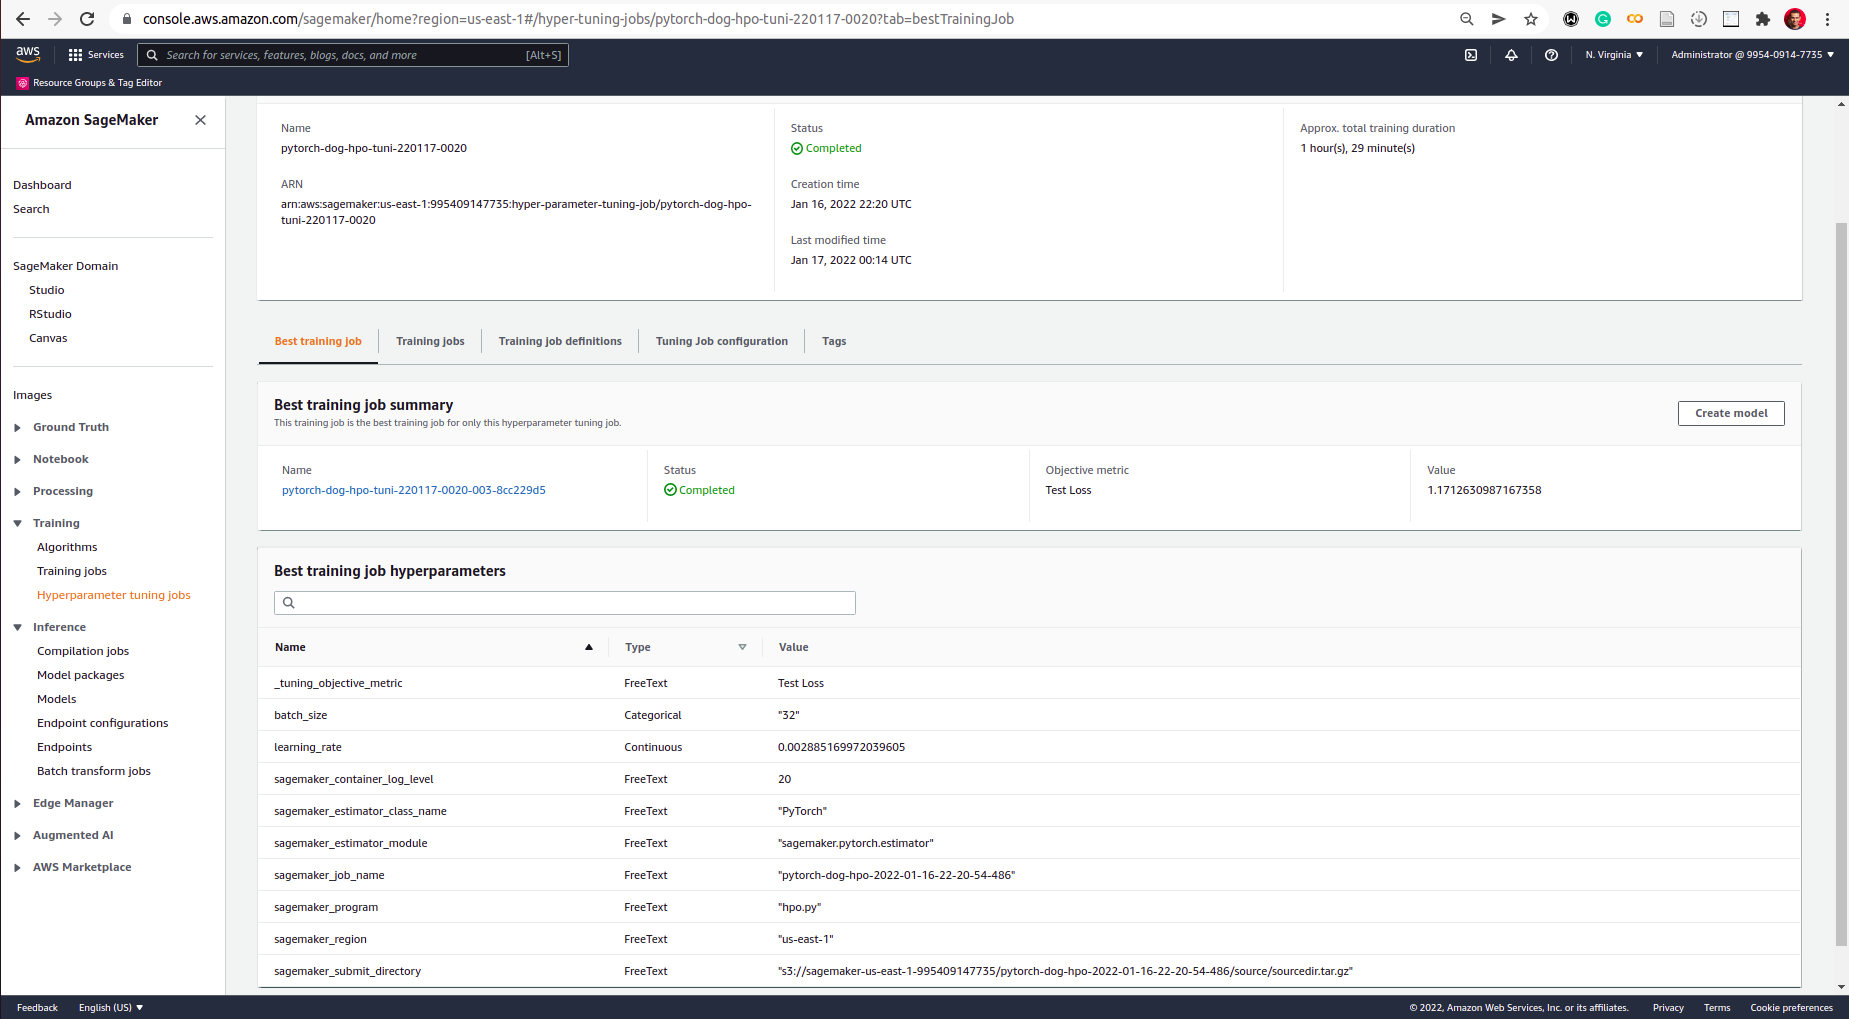 console.aws.amazon.com/sagemaker/home?region=us-east-1#/hyper-tuning-jobs/pytorch-dog-hpo-tuni-220117-0020?tab=bestTrainingJob
aws
Services
Search for services, features, blogs, docs, and more
[Alt+S]
N. Virginia
Administrator @ 9954-0914-7735
Resource Groups & Tag Editor
Amazon SageMaker
Dashboard
Search
SageMaker Domain
Studio
RStudio
Canvas
Images
Ground Truth
Notebook
Processing
Training
Algorithms
Training jobs
Hyperparameter tuning jobs
Inference
Compilation jobs
Model packages
Models
Endpoint configurations
Endpoints
Batch transform jobs
Edge Manager
Augmented AI
AWS Marketplace
Name
pytorch-dog-hpo-tuni-220117-0020
ARN
arn:aws:sagemaker:us-east-1:995409147735:hyper-parameter-tuning-job/pytorch-dog-hpo-
tuni-220117-0020
Status
Completed
Creation time
Jan 16, 2022 22:20 UTC
Last modified time
Jan 17, 2022 00:14 UTC
Approx. total training duration
1 hour(s), 29 minute(s)
Best training job
Training jobs
Training job definitions
Tuning Job configuration
Tags
Best training job summary
This training job is the best training job for only this hyperparameter tuning job.
Create model
Name
pytorch-dog-hpo-tuni-220117-0020-003-8cc229d5
Status
Completed
Objective metric
Test Loss
Value
1.1712630987167358
Best training job hyperparameters
Name Type Value
_tuning_objective_metric FreeText Test Loss
batch_size Categorical "32"
learning_rate Continuous 0.002885169972039605
sagemaker_container_log_level FreeText 20
sagemaker_estimator_class_name FreeText "PyTorch"
sagemaker_estimator_module FreeText "sagemaker.pytorch.estimator"
sagemaker_job_name FreeText "pytorch-dog-hpo-2022-01-16-22-20-54-486"
sagemaker_program FreeText "hpo.py"
sagemaker_region FreeText "us-east-1"
sagemaker_submit_directory FreeText "s3://sagemaker-us-east-1-995409147735/pytorch-dog-hpo-2022-01-16-22-20-54-486/source/sourcedir.tar.gz"
Feedback
English (US)
© 2022, Amazon Web Services, Inc. or its affiliates.
Privacy
Terms
Cookie preferences